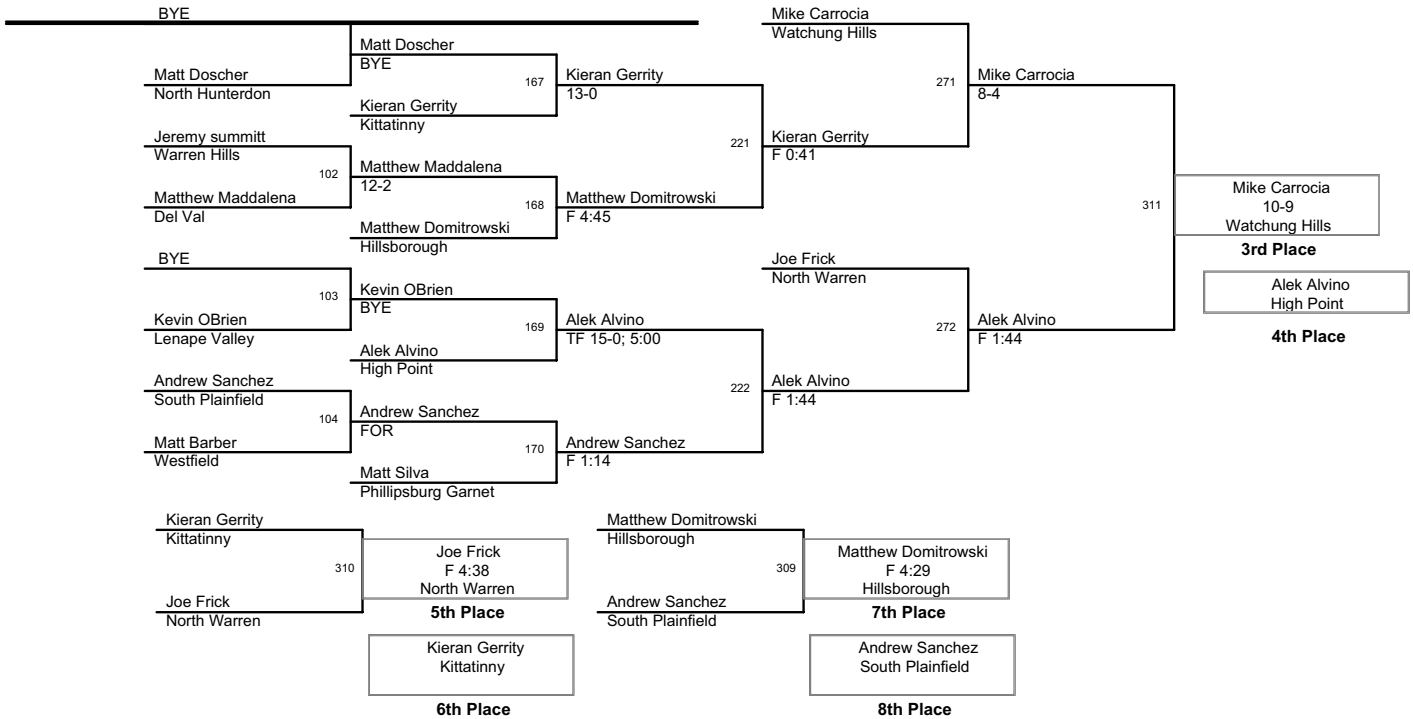 BYE
Matt Doscher
North Hunterdon
Jeremy summitt
Warren Hills
102
Matthew Maddalena
Del Val
BYE
103
Kevin OBrien
Lenape Valley
Andrew Sanchez
South Plainfield
104
Matt Barber
Westfield
Matt Doscher
BYE
167
Kieran Gerrity
Kittatinny
Matthew Maddalena
12-2
168
Matthew Domitrowski
Hillsborough
Kevin OBrien
BYE
169
Alek Alvino
High Point
Andrew Sanchez
FOR
170
Matt Silva
Phillipsburg Garnet
Kieran Gerrity
13-0
221
Matthew Domitrowski
F 4:45
Alek Alvino
TF 15-0; 5:00
222
Andrew Sanchez
F 1:14
Mike Carrocia
Watchung Hills
271
Kieran Gerrity
F 0:41
Joe Frick
North Warren
272
Alek Alvino
F 1:44
Mike Carrocia
8-4
311
Alek Alvino
F 1:44
Mike Carrocia
10-9
Watchung Hills
3rd Place
Alek Alvino
High Point
4th Place
Kieran Gerrity
Kittatinny
310
Joe Frick
North Warren
Joe Frick
F 4:38
North Warren
5th Place
Kieran Gerrity
Kittatinny
6th Place
Matthew Domitrowski
Hillsborough
309
Andrew Sanchez
South Plainfield
Matthew Domitrowski
F 4:29
Hillsborough
7th Place
Andrew Sanchez
South Plainfield
8th Place